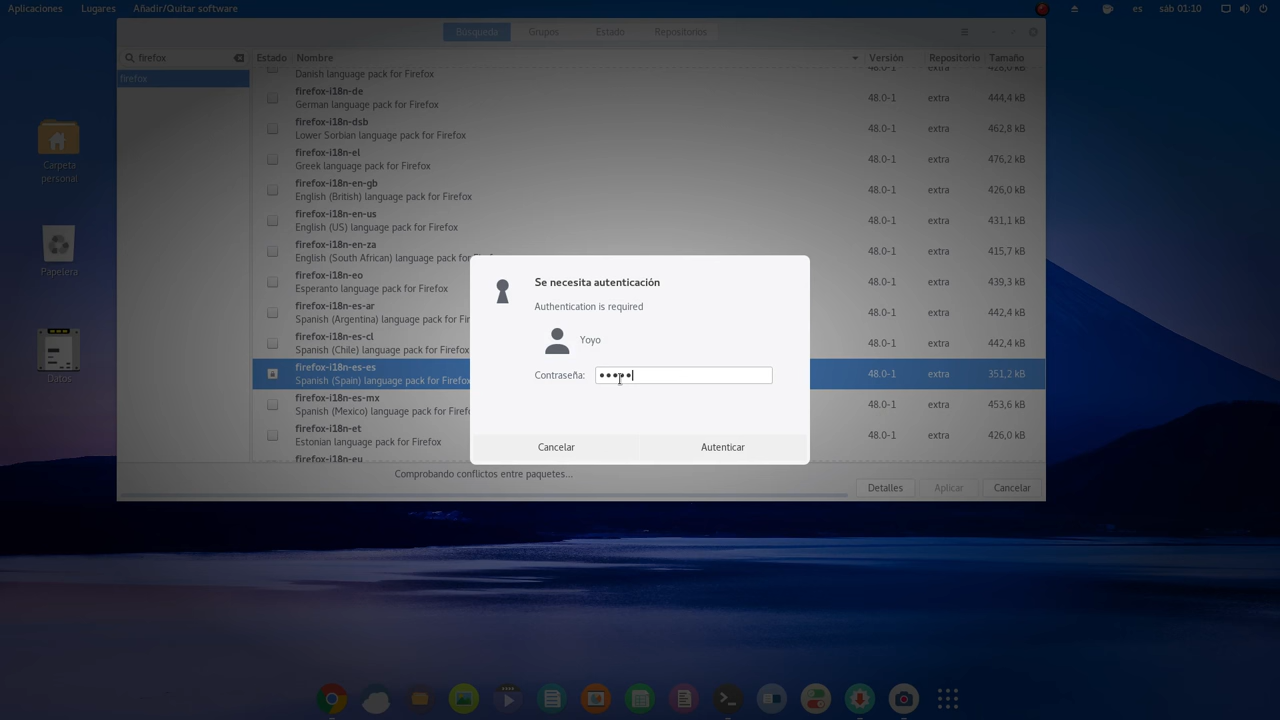 Aplicaciones Lugares Añadir/Quitar software es sáb 01:10
Búsqueda Grupos Estado Repositorios
firefox Estado Nombre Versión Repositorio Tamaño
firefox
Danish language pack for Firefox 48.0-1 extra 428,0 kB
firefox-i18n-de
German language pack for Firefox 48.0-1 extra 444,4 kB
firefox-i18n-dsb
Lower Sorbian language pack for Firefox 48.0-1 extra 462,8 kB
firefox-i18n-el
Greek language pack for Firefox 48.0-1 extra 476,2 kB
firefox-i18n-en-gb
English (British) language pack for Firefox 48.0-1 extra 426,0 kB
firefox-i18n-en-us
English (US) language pack for Firefox 48.0-1 extra 431,1 kB
firefox-i18n-en-za
English (South African) language pack for 48.0-1 extra 415,7 kB
firefox-i18n-eo
Esperanto language pack for Firefox 48.0-1 extra 439,3 kB
firefox-i18n-es-ar
Spanish (Argentina) language pack for 48.0-1 extra 442,4 kB
firefox-i18n-es-cl
Spanish (Chile) language pack for Firefox 48.0-1 extra 442,4 kB
firefox-i18n-es-es
Spanish (Spain) language pack for Firefox 48.0-1 extra 351,2 kB
firefox-i18n-es-mx
Spanish (Mexico) language pack for 48.0-1 extra 453,6 kB
firefox-i18n-et
Estonian language pack for Firefox 48.0-1 extra 426,0 kB
firefox-i18n-eu
Comprobando conflictos entre paquetes...
Detalles Aplicar Cancelar
Se necesita autenticación
Authentication is required
Yoyo
Contraseña:
Cancelar Autenticar
Carpeta
personal
Papelera
Datos